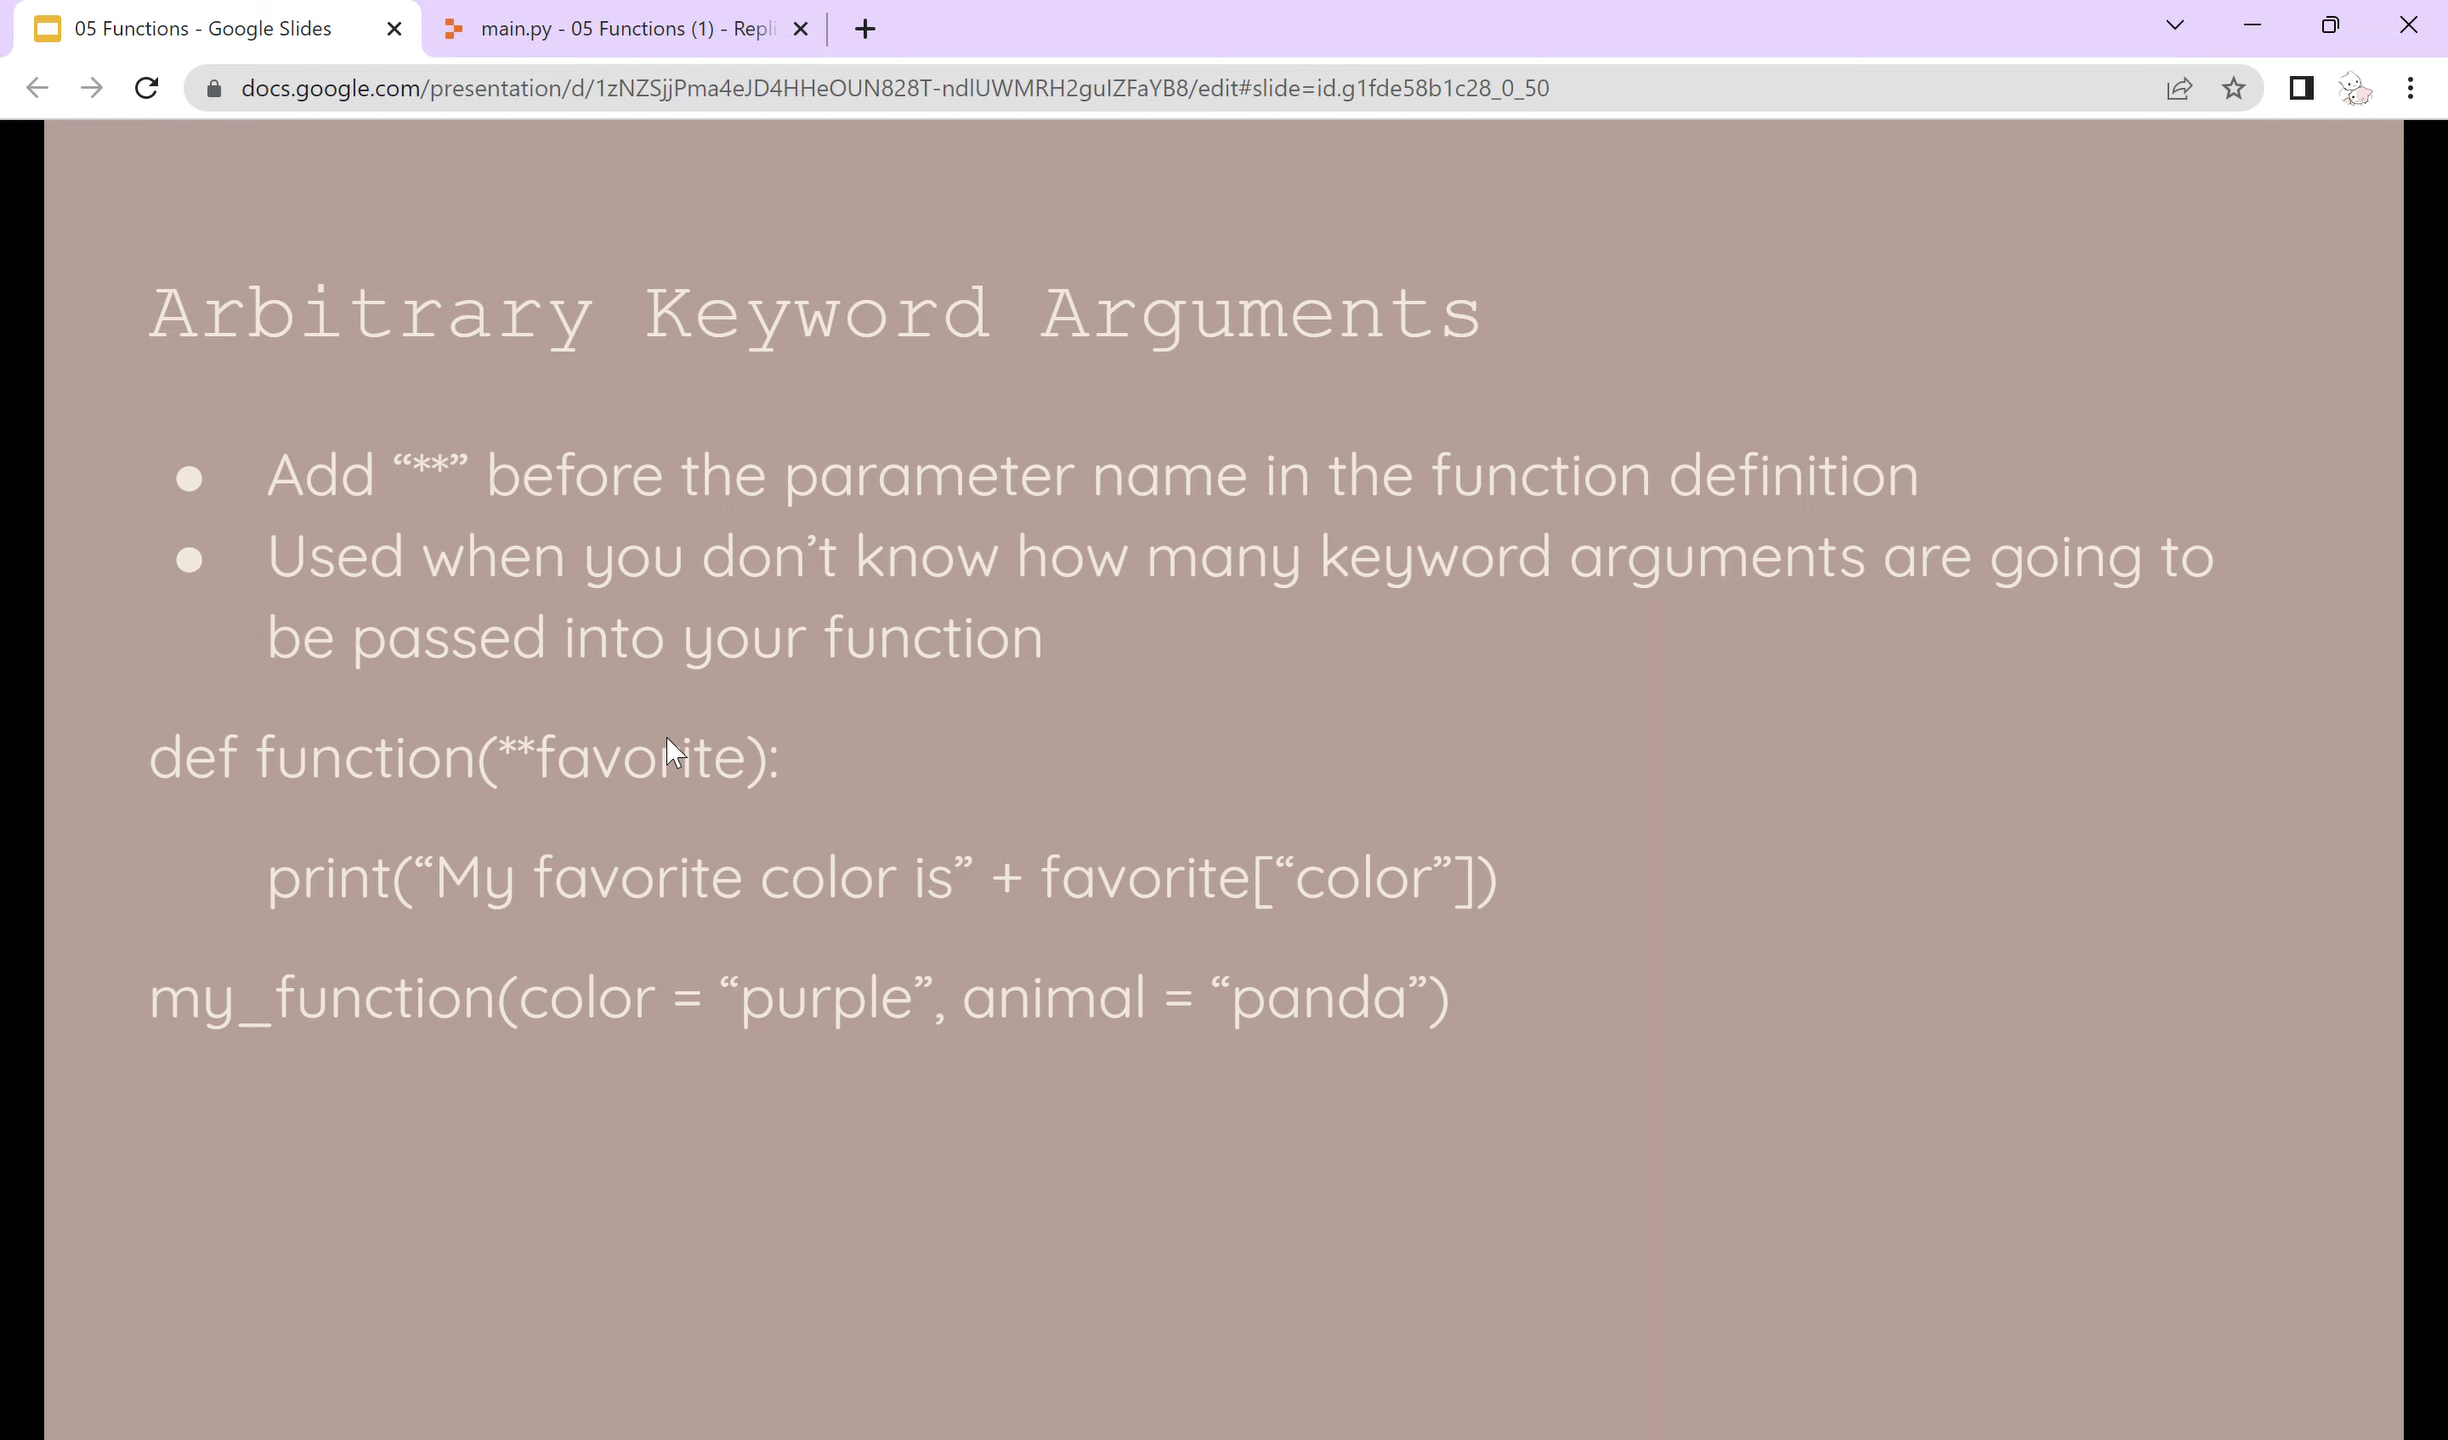 05 Functions - Google Slides
main.py - 05 Functions (1) - Repli
docs.google.com/presentation/d/1zNZSjjPma4eJD4HHeOUN828T-ndlUWMRH2gulZFaYB8/edit#slide=id.g1fde58b1c28_0_50
Arbitrary Keyword Arguments
● Add “**” before the parameter name in the function definition
● Used when you don’t know how many keyword arguments are going to
be passed into your function
def function(**favorite):
print(“My favorite color is” + favorite[“color”])
my_function(color = “purple”, animal = “panda”)